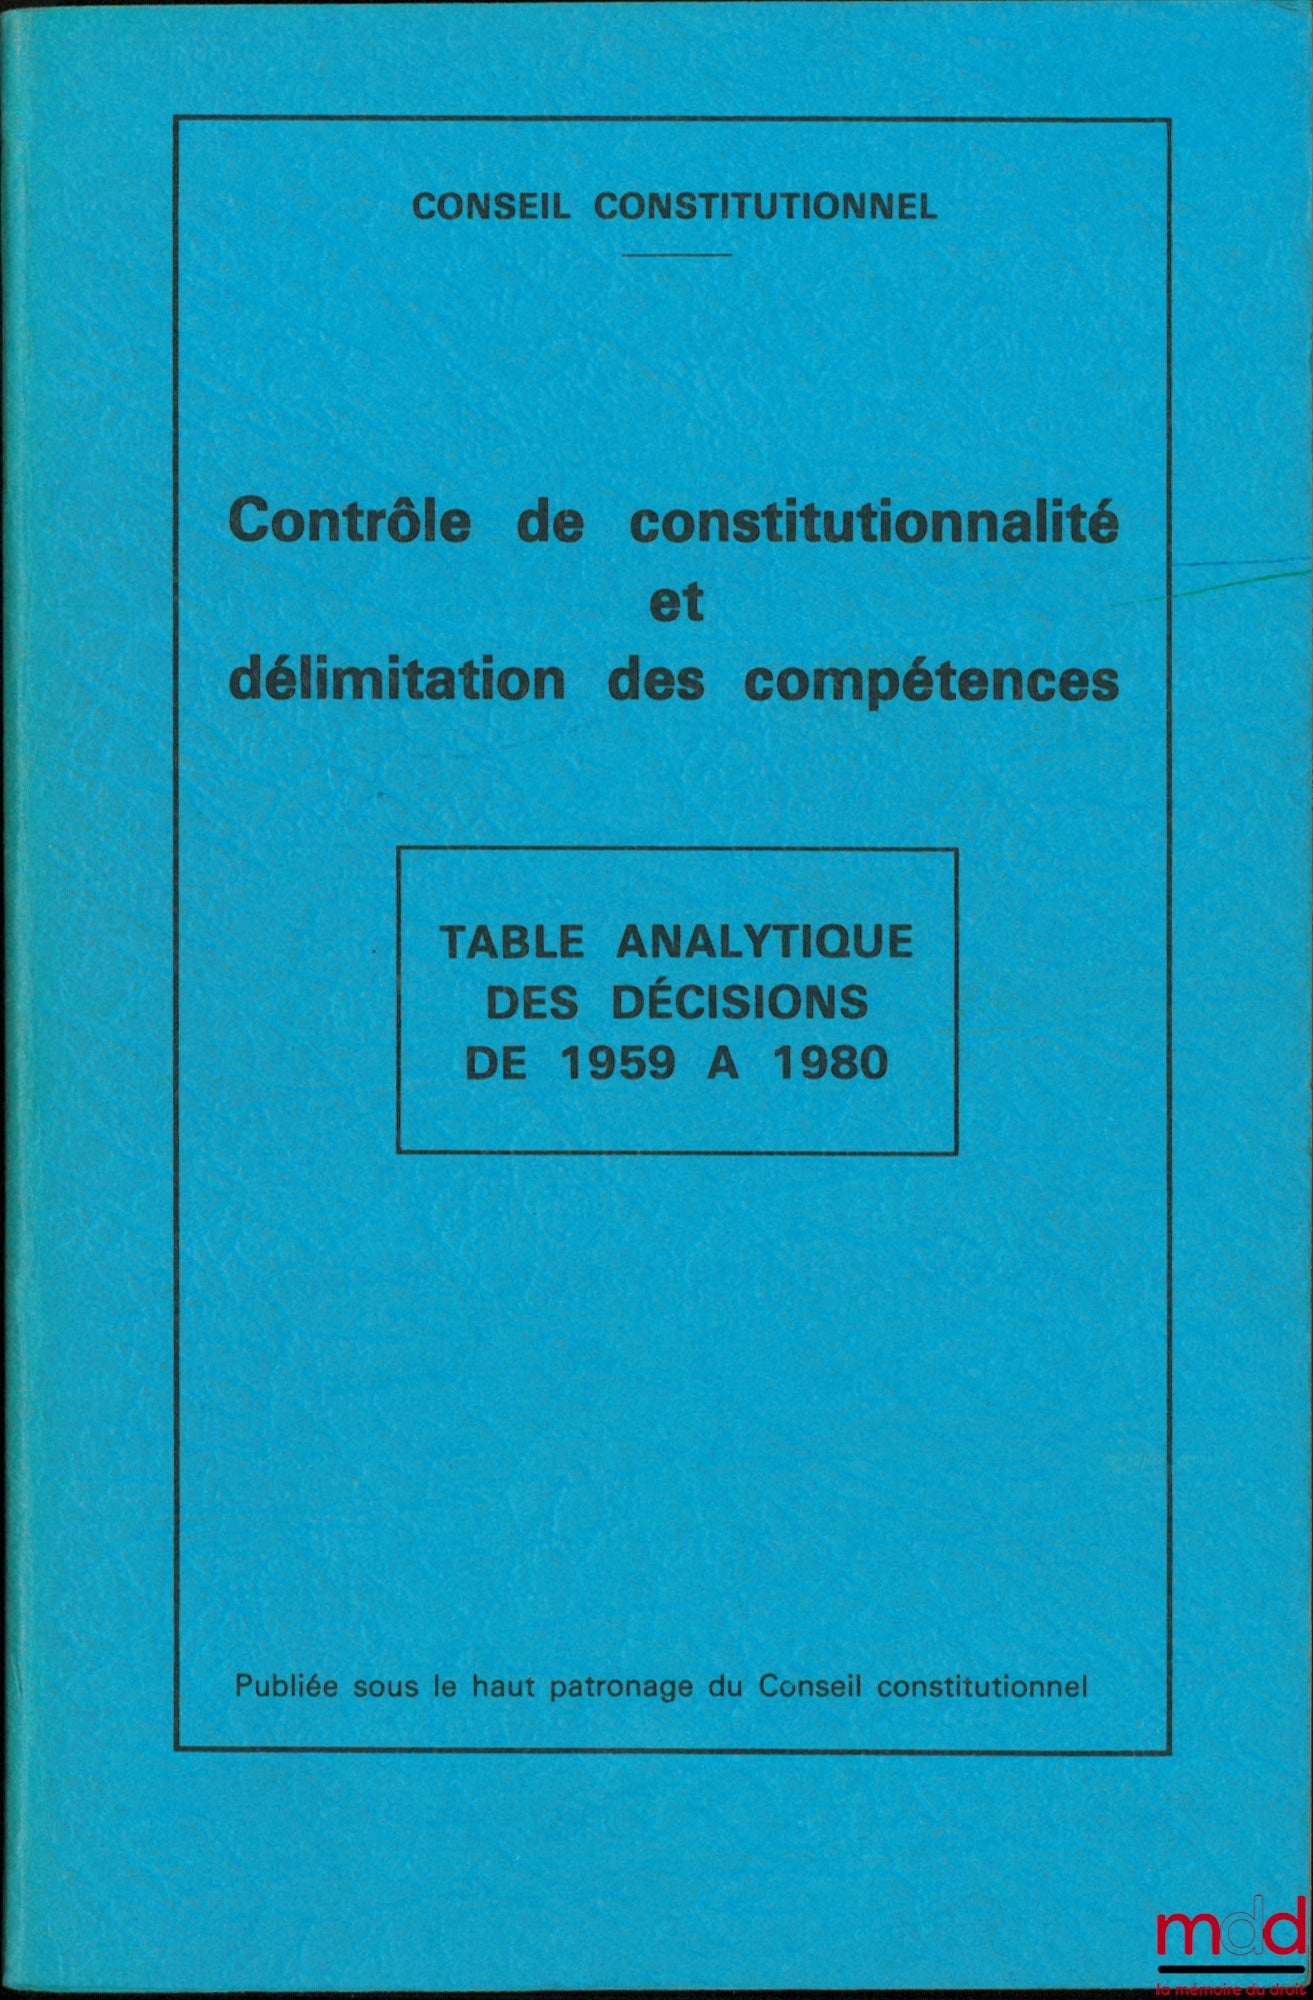 CONSEIL CONSTITUTIONNEL
Contrôle de constitutionnalité
et
délimitation des compétences
TABLE ANALYTIQUE
DES DÉCISIONS
DE 1959 A 1980
Publiée sous le haut patronage du Conseil constitutionnel
mdd
la mémoire du droit